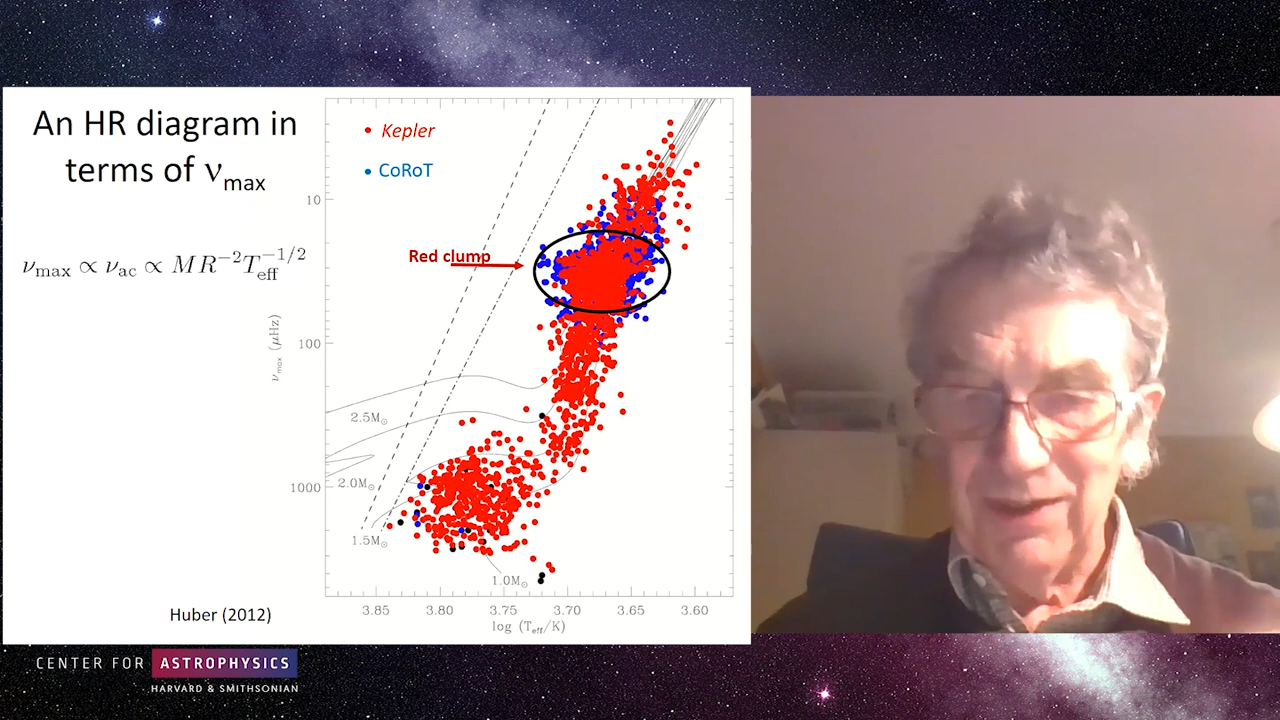 An HR diagram in
terms of νmax
νmax ∝ νac ∝ MR−2Teff−1/2
Huber (2012)
Kepler
CoRoT
Red clump
10
100
1000
νmax (μHz)
2.5M⊙
2.0M⊙
1.5M⊙
1.0M⊙
3.85 3.80 3.75 3.70 3.65 3.60
log (Teff/K)
CENTER FOR ASTROPHYSICS
HARVARD & SMITHSONIAN